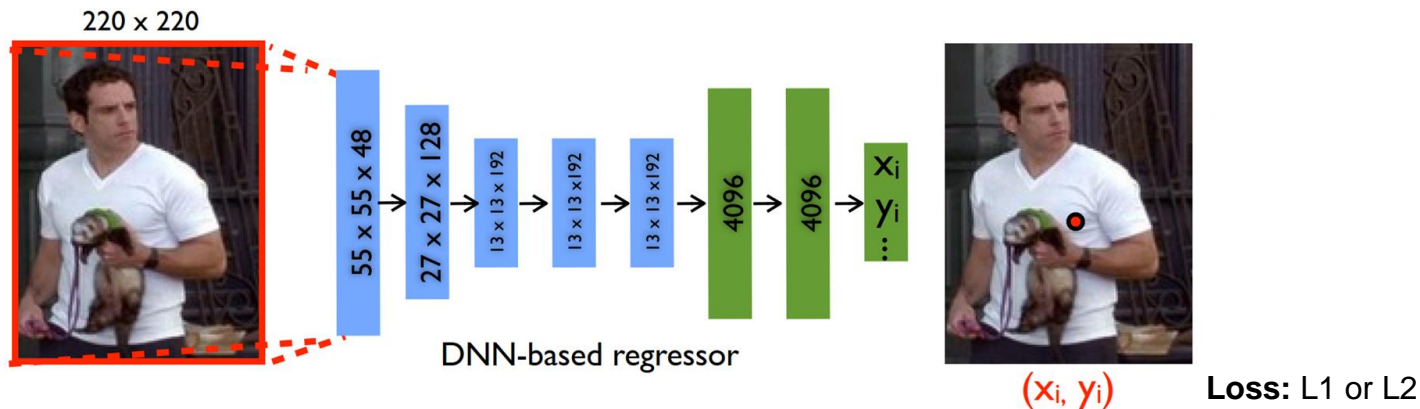 220 x 220
55 x 55 x 48
27 x 27 x 128
13 x 13 x 192
13 x 13 x192
13 x 13 x192
4096
4096
xi
yi
...
DNN-based regressor
(xi, yi)
Loss: L1 or L2